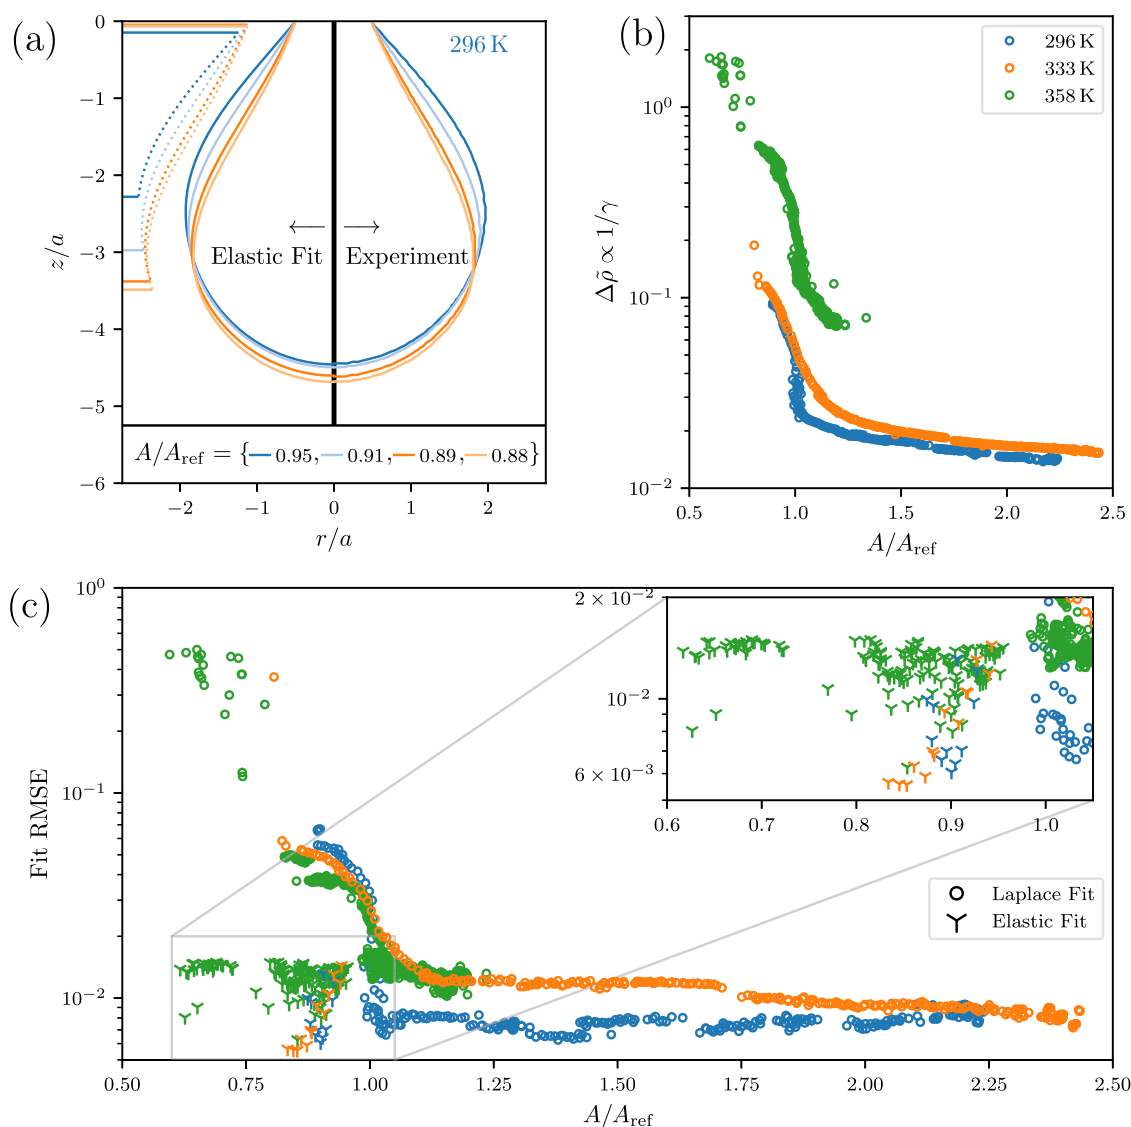 (a)
296 K
0
−1
−2
−3
−4
−5
−6
z/a
← →
Elastic Fit Experiment
A/A_ref = {— 0.95, — 0.91, — 0.89, — 0.88}
−2 −1 0 1 2
r/a
(b)
296 K
333 K
358 K
10^0
10^−1
10^−2
Δρ̃ ∝ 1/γ
0.5 1.0 1.5 2.0 2.5
A/A_ref
(c)
10^0
10^−1
10^−2
Fit RMSE
2 × 10^−2
10^−2
6 × 10^−3
0.6 0.7 0.8 0.9 1.0
Laplace Fit
Elastic Fit
0.50 0.75 1.00 1.25 1.50 1.75 2.00 2.25 2.50
A/A_ref